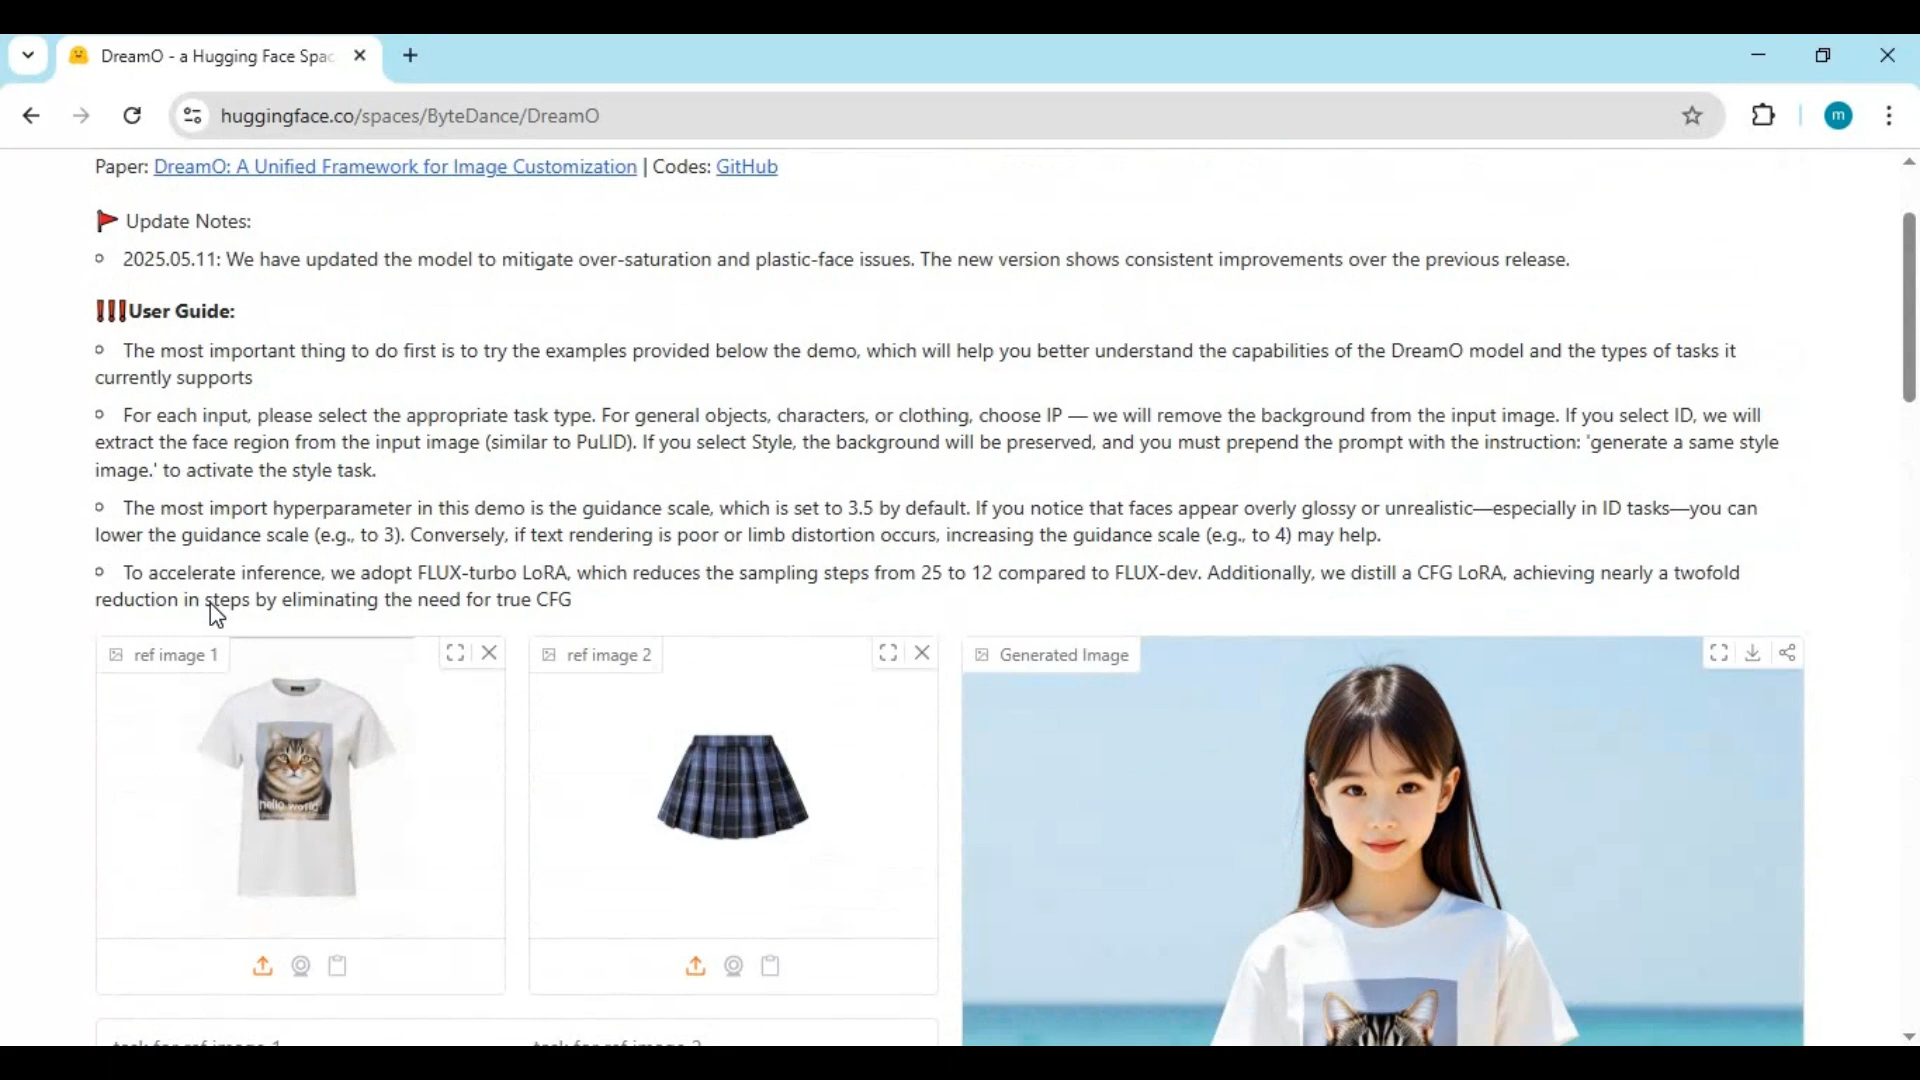 DreamO - a Hugging Face Spac
huggingface.co/spaces/ByteDance/DreamO
m
Paper: DreamO: A Unified Framework for Image Customization | Codes: GitHub
🚩 Update Notes:
2025.05.11: We have updated the model to mitigate over-saturation and plastic-face issues. The new version shows consistent improvements over the previous release.
❗❗❗User Guide:
The most important thing to do first is to try the examples provided below the demo, which will help you better understand the capabilities of the DreamO model and the types of tasks it
currently supports
For each input, please select the appropriate task type. For general objects, characters, or clothing, choose IP — we will remove the background from the input image. If you select ID, we will
extract the face region from the input image (similar to PuLID). If you select Style, the background will be preserved, and you must prepend the prompt with the instruction: 'generate a same style
image.' to activate the style task.
The most import hyperparameter in this demo is the guidance scale, which is set to 3.5 by default. If you notice that faces appear overly glossy or unrealistic—especially in ID tasks—you can
lower the guidance scale (e.g., to 3). Conversely, if text rendering is poor or limb distortion occurs, increasing the guidance scale (e.g., to 4) may help.
To accelerate inference, we adopt FLUX-turbo LoRA, which reduces the sampling steps from 25 to 12 compared to FLUX-dev. Additionally, we distill a CFG LoRA, achieving nearly a twofold
reduction in steps by eliminating the need for true CFG
ref image 1
ref image 2
Generated Image
hello world
task for ref image 1
task for ref image 2